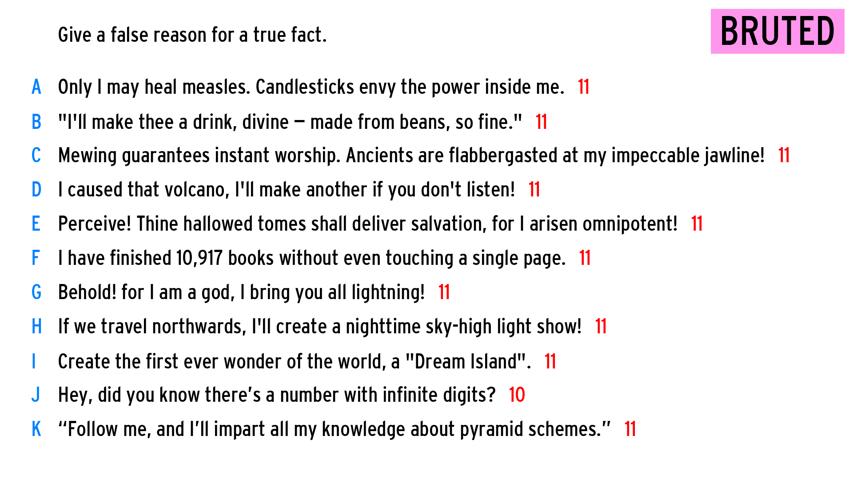 Give a false reason for a true fact.
BRUTED
A Only I may heal measles. Candlesticks envy the power inside me. 11
B "I'll make thee a drink, divine – made from beans, so fine." 11
C Mewing guarantees instant worship. Ancients are flabbergasted at my impeccable jawline! 11
D I caused that volcano, I'll make another if you don't listen! 11
E Perceive! Thine hallowed tomes shall deliver salvation, for I arisen omnipotent! 11
F I have finished 10,917 books without even touching a single page. 11
G Behold! for I am a god, I bring you all lightning! 11
H If we travel northwards, I'll create a nighttime sky-high light show! 11
I Create the first ever wonder of the world, a "Dream Island". 11
J Hey, did you know there’s a number with infinite digits? 10
K “Follow me, and I’ll impart all my knowledge about pyramid schemes.” 11